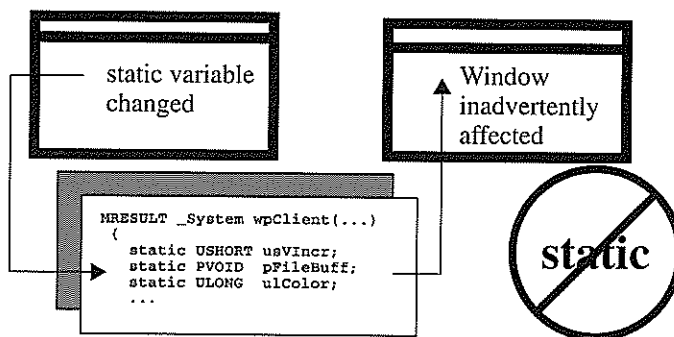 static variable
changed
Window
inadvertently
affected
MRESULT _System wpClient(...)
{
static USHORT usVIncr;
static PVOID pFileBuff;
static ULONG ulColor;
...
static